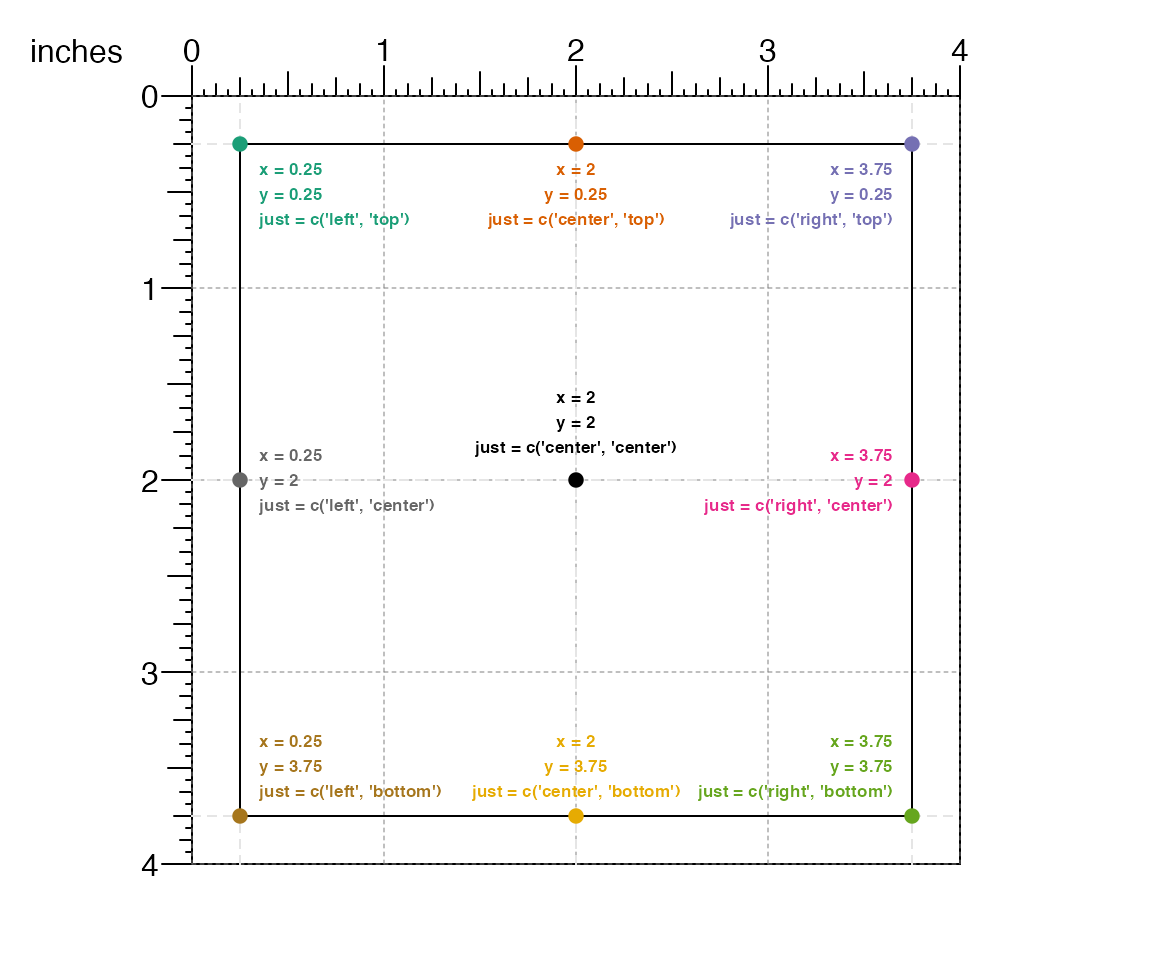 inches 0 1 2 3 4
0
x = 0.25
y = 0.25
just = c('left', 'top')
x = 2
y = 0.25
just = c('center', 'top')
x = 3.75
y = 0.25
just = c('right', 'top')
1
x = 2
y = 2
just = c('center', 'center')
2
x = 0.25
y = 2
just = c('left', 'center')
x = 3.75
y = 2
just = c('right', 'center')
3
x = 0.25
y = 3.75
just = c('left', 'bottom')
x = 2
y = 3.75
just = c('center', 'bottom')
x = 3.75
y = 3.75
just = c('right', 'bottom')
4